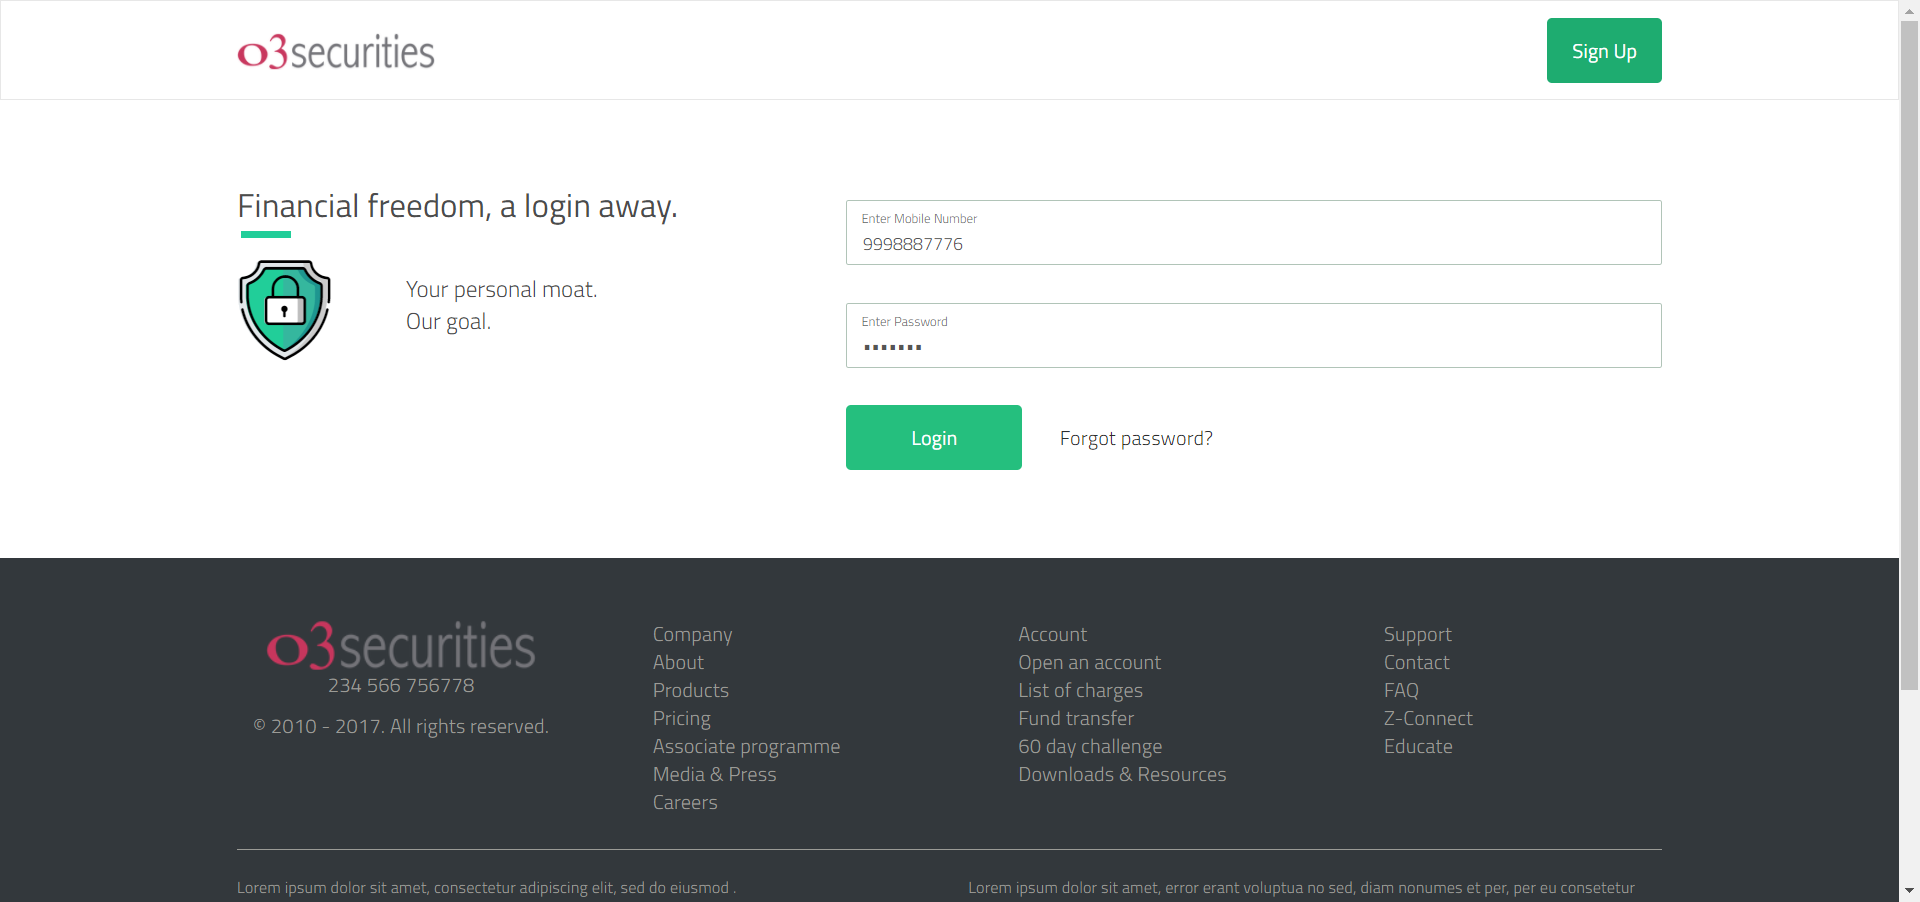 o3securities
Sign Up
Financial freedom, a login away.
Your personal moat.
Our goal.
Enter Mobile Number
9998887776
Enter Password
Login
Forgot password?
o3securities
234 566 756778
© 2010 - 2017. All rights reserved.
Company
About
Products
Pricing
Associate programme
Media & Press
Careers
Account
Open an account
List of charges
Fund transfer
60 day challenge
Downloads & Resources
Support
Contact
FAQ
Z-Connect
Educate
Lorem ipsum dolor sit amet, consectetur adipiscing elit, sed do eiusmod .
Lorem ipsum dolor sit amet, error erant voluptua no sed, diam nonumes et per, per eu consetetur